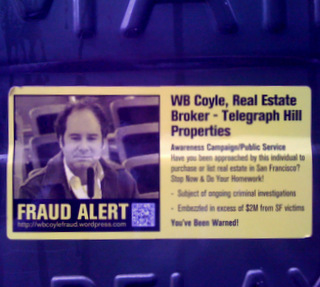 WB Coyle, Real Estate
Broker - Telegraph Hill
Properties
Awareness Campaign/Public Service
Have you been approached by this individual to
purchase or list real estate in San Francisco?
Stop Now & Do Your Homework!
- Subject of ongoing criminal investigations
- Embezlled in excess of $2M from SF victims
You've Been Warned!
FRAUD ALERT
http://wbcoylefraud.wordpress.com